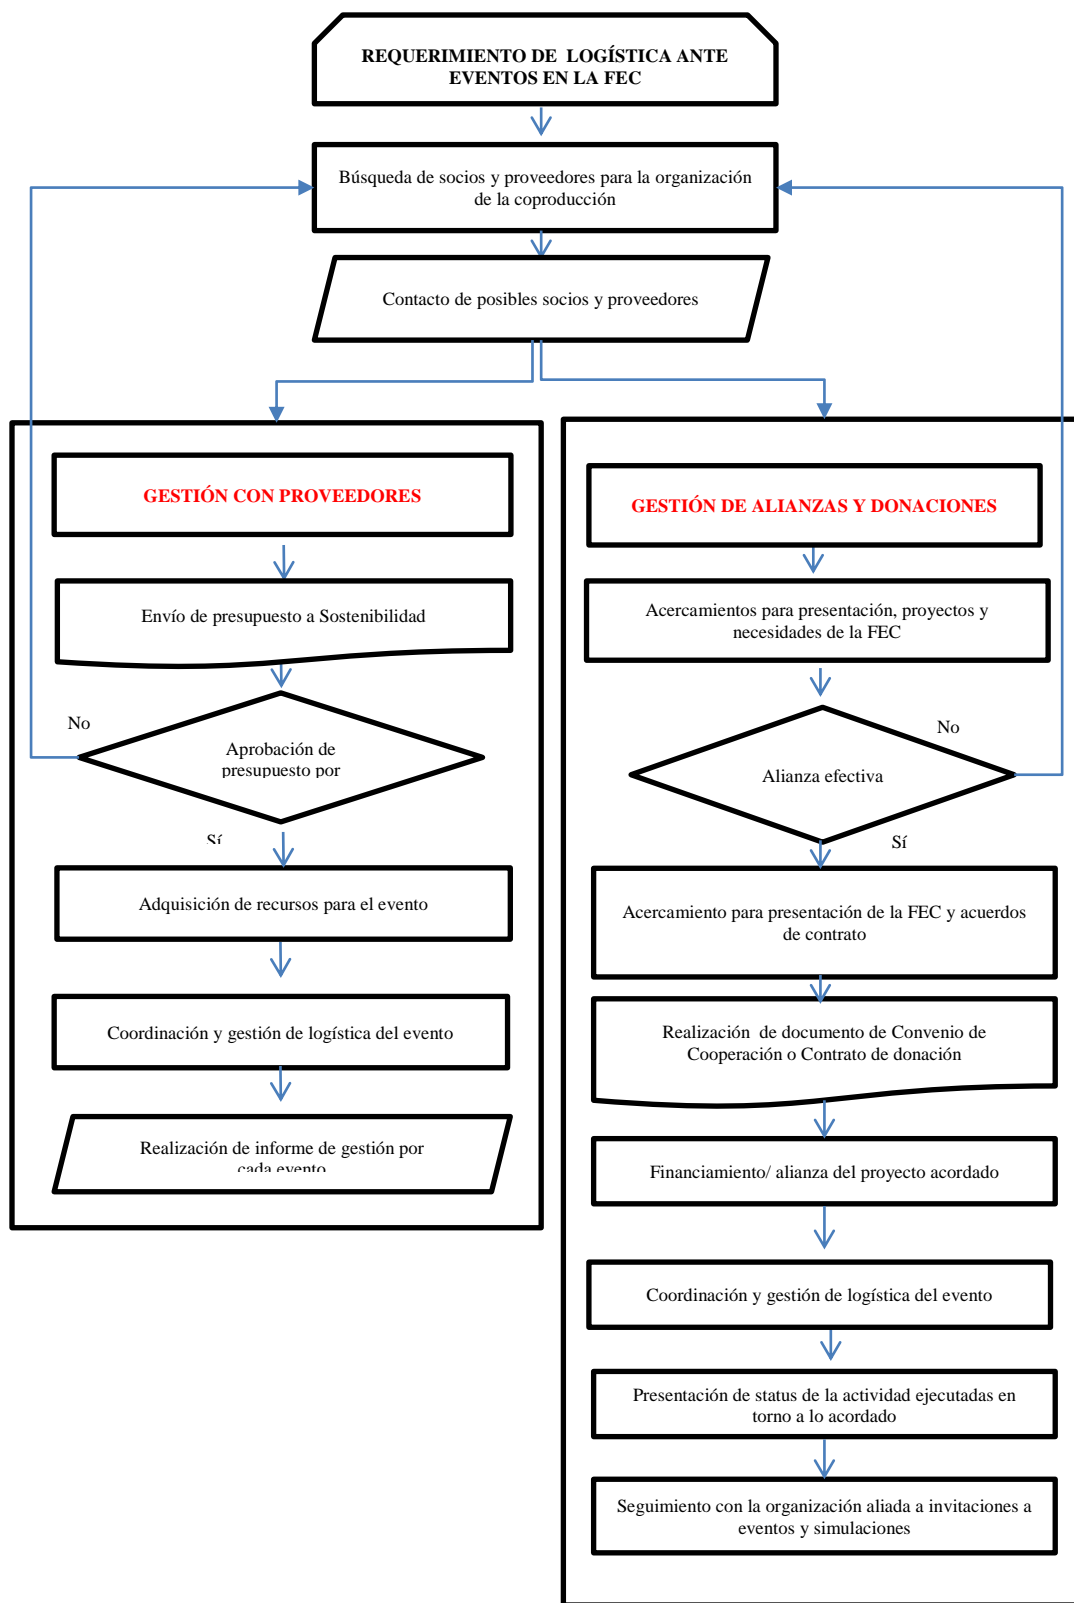 REQUERIMIENTO DE LOGÍSTICA ANTE
EVENTOS EN LA FEC
Búsqueda de socios y proveedores para la organización
de la coproducción
Contacto de posibles socios y proveedores
GESTIÓN CON PROVEEDORES
Envío de presupuesto a Sostenibilidad
No
Aprobación de
presupuesto por
Sí
Adquisición de recursos para el evento
Coordinación y gestión de logística del evento
Realización de informe de gestión por
cada evento
GESTIÓN DE ALIANZAS Y DONACIONES
Acercamientos para presentación, proyectos y
necesidades de la FEC
No
Alianza efectiva
Sí
Acercamiento para presentación de la FEC y acuerdos
de contrato
Realización de documento de Convenio de
Cooperación o Contrato de donación
Financiamiento/ alianza del proyecto acordado
Coordinación y gestión de logística del evento
Presentación de status de la actividad ejecutadas en
torno a lo acordado
Seguimiento con la organización aliada a invitaciones a
eventos y simulaciones